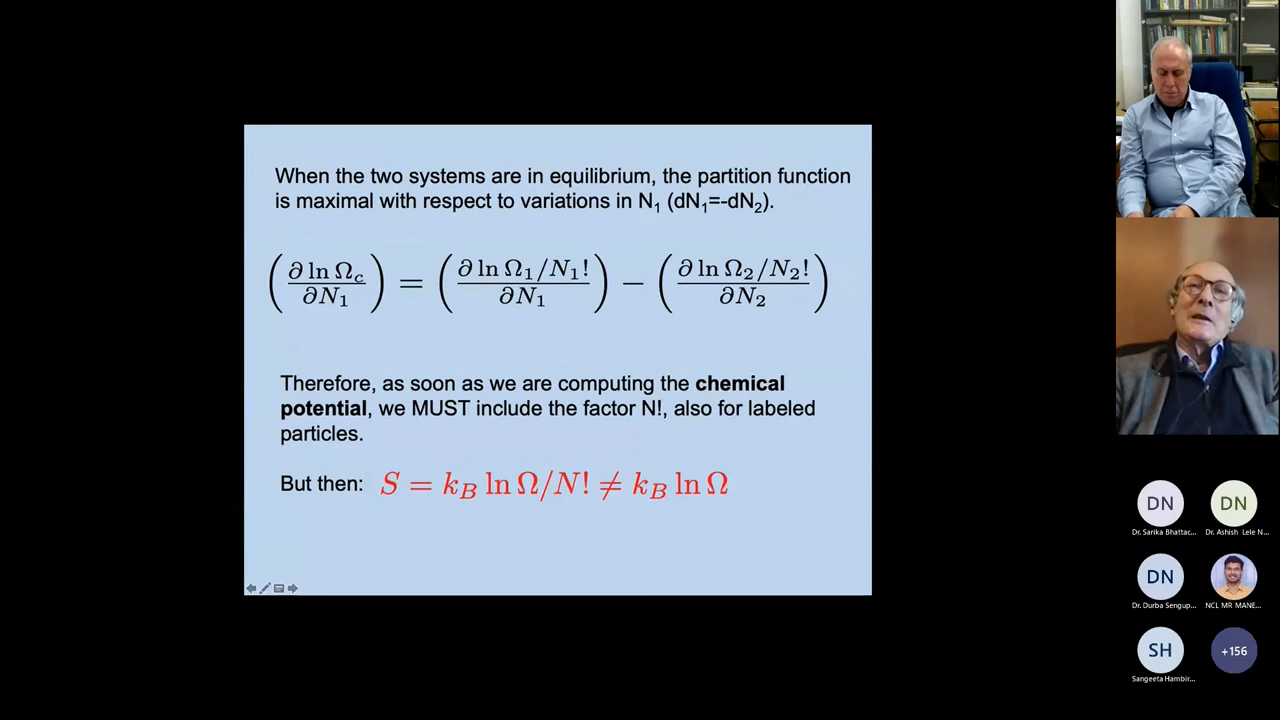 When the two systems are in equilibrium, the partition function
is maximal with respect to variations in N₁ (dN₁=-dN₂).
(∂ ln Ω_c / ∂N₁) = (∂ ln Ω₁/N₁! / ∂N₁) − (∂ ln Ω₂/N₂! / ∂N₂)
Therefore, as soon as we are computing the chemical
potential, we MUST include the factor N!, also for labeled
particles.
But then: S = k_B ln Ω/N! ≠ k_B ln Ω
DN
DN
Dr. Sarika Bhattac...
Dr. Ashish Lele N...
DN
Dr. Durba Sengup...
NCL MR MANE...
SH
+156
Sangeeta Hambir...